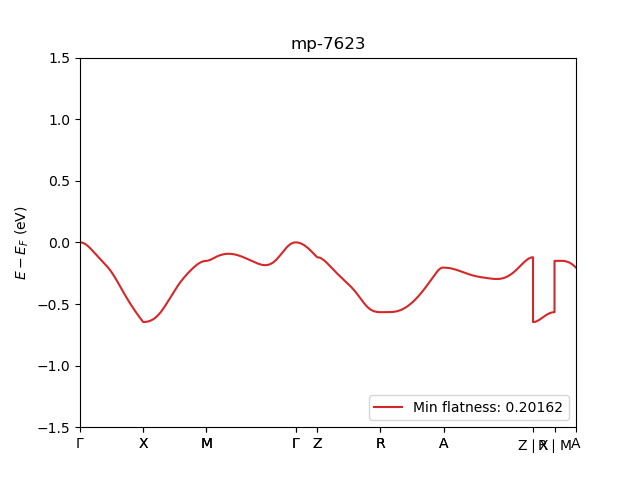 mp-7623
1.5
1.0
0.5
0.0
−0.5
−1.0
−1.5
E − E_F (eV)
Min flatness: 0.20162
Γ X M Γ Z R A Z | X R | M A